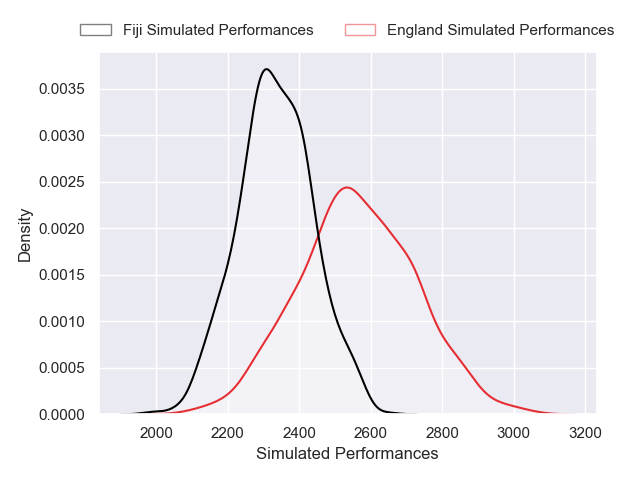 Fiji Simulated Performances England Simulated Performances
0.0035
0.0030
0.0025
0.0020
0.0015
0.0010
0.0005
0.0000
Density
2000 2200 2400 2600 2800 3000 3200
Simulated Performances